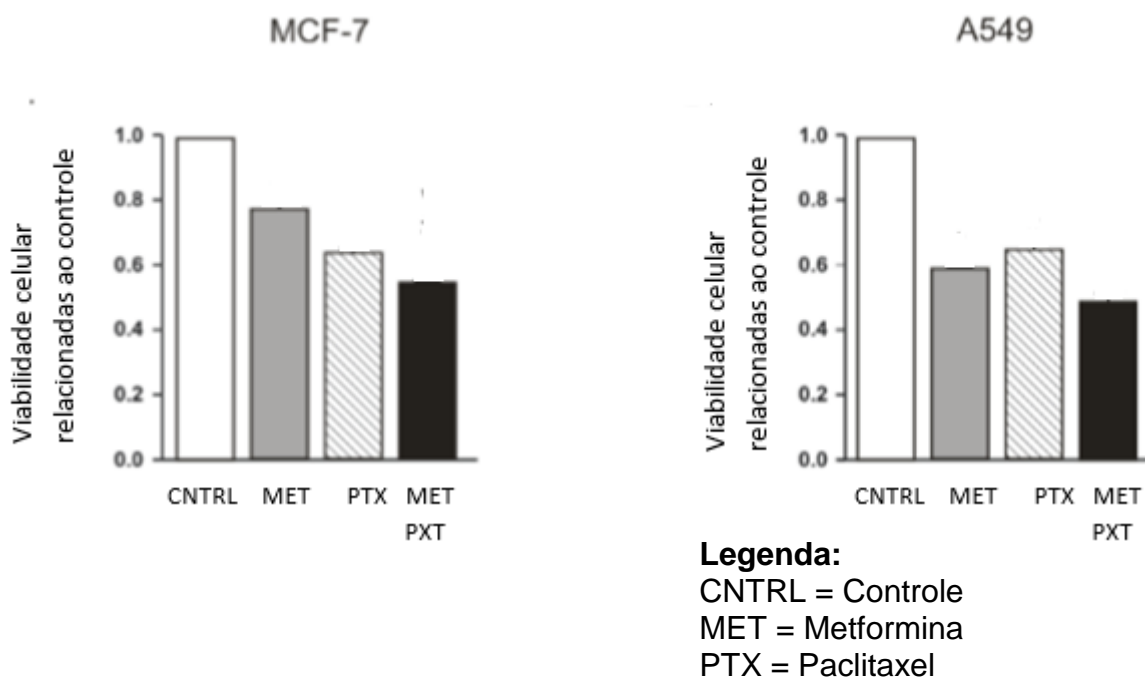 MCF-7
Viabilidade celular
relacionadas ao controle
1.0
0.8
0.6
0.4
0.2
0.0
CNTRL MET PTX MET
PXT
A549
Viabilidade celular
relacionadas ao controle
1.0
0.8
0.6
0.4
0.2
0.0
CNTRL MET PTX MET
PXT
Legenda:
CNTRL = Controle
MET = Metformina
PTX = Paclitaxel